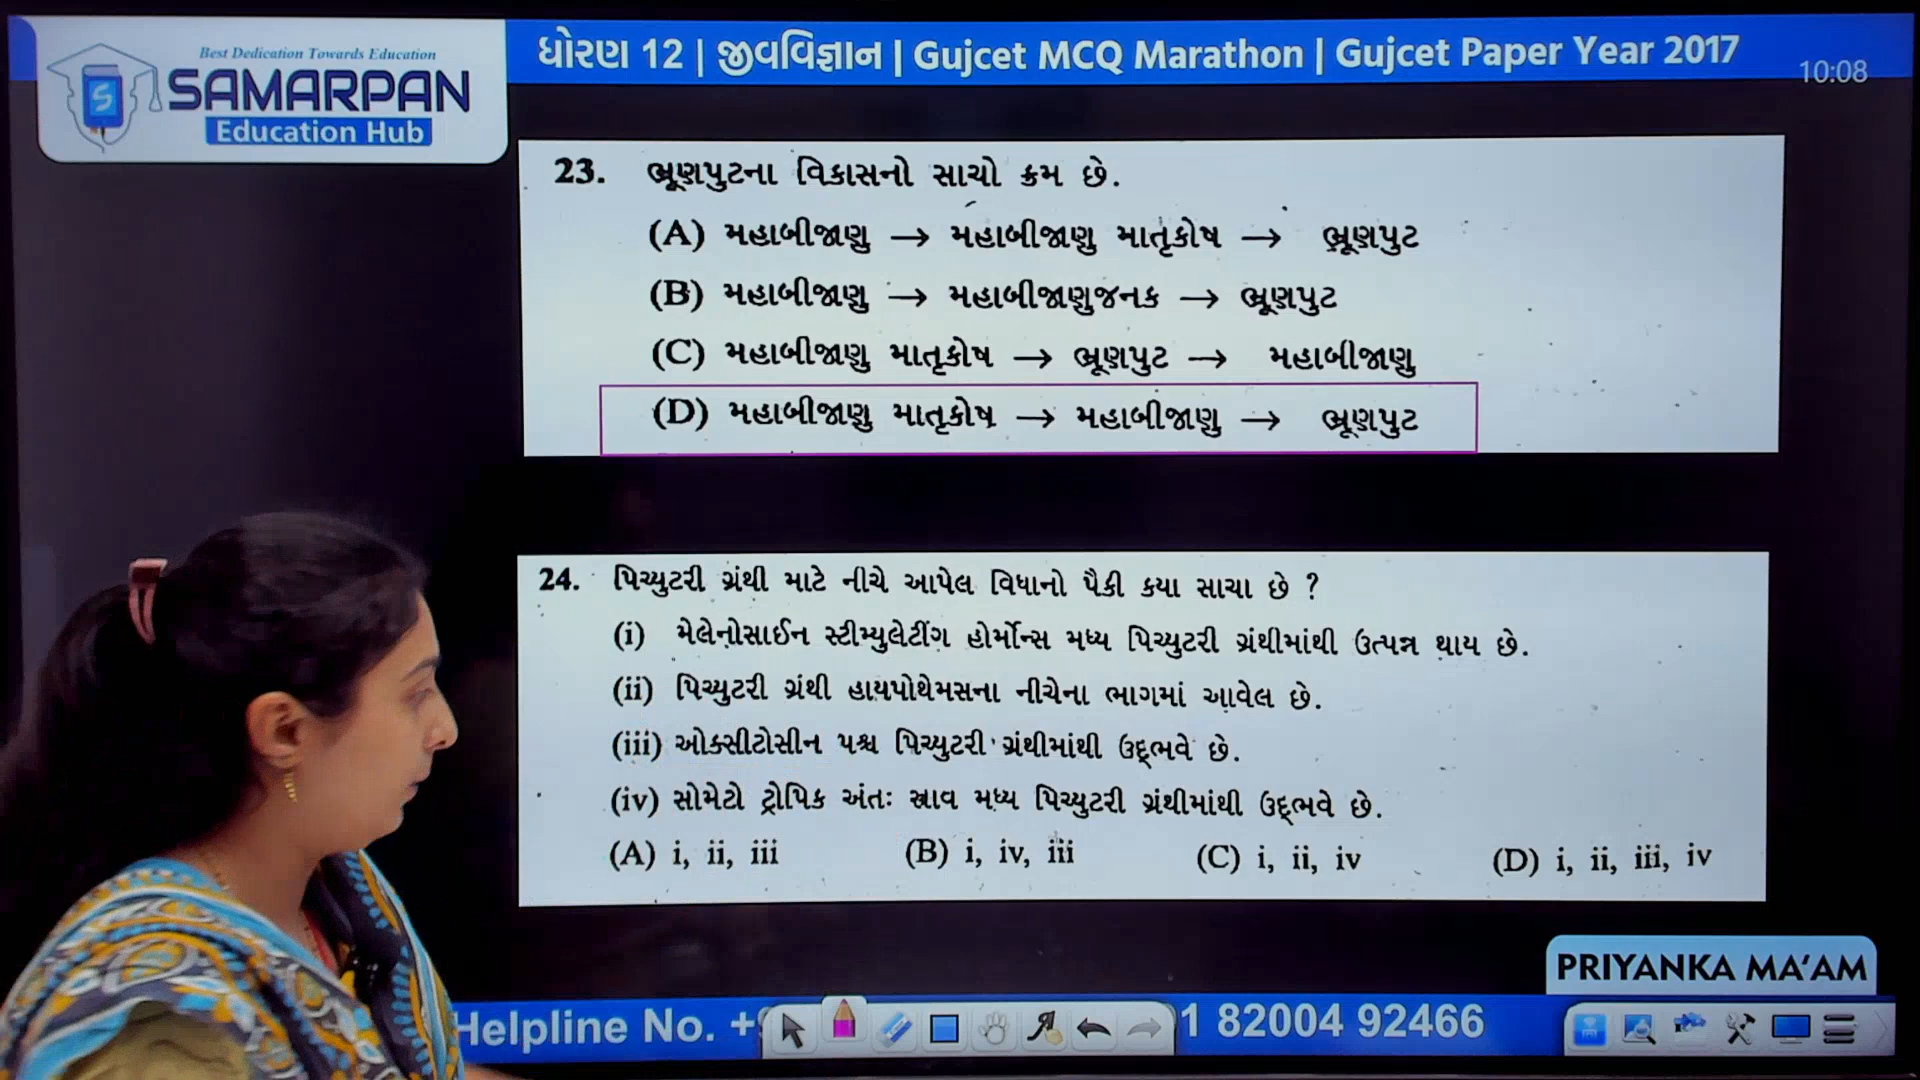 Best Dedication Towards Education
SAMARPAN
Education Hub
ધોરણ 12 | જીવવિજ્ઞાન | Gujcet MCQ Marathon | Gujcet Paper Year 2017
10:08
23. ભ્રૂણપુટના વિકાસનો સાચો ક્રમ છે.
(A) મહાબીજાણુ → મહાબીજાણુ માતૃકોષ → ભ્રૂણપુટ
(B) મહાબીજાણુ → મહાબીજાણુજનક → ભ્રૂણપુટ
(C) મહાબીજાણુ માતૃકોષ → ભ્રૂણપુટ → મહાબીજાણુ
(D) મહાબીજાણુ માતૃકોષ → મહાબીજાણુ → ભ્રૂણપુટ
24. પિચ્યુટરી ગ્રંથી માટે નીચે આપેલ વિધાનો પૈકી કયા સાચા છે ?
(i) મેલેનોસાઈન સ્ટીમ્યુલેટીંગ હોર્મોન્સ મધ્ય પિચ્યુટરી ગ્રંથીમાંથી ઉત્પન્ન થાય છે.
(ii) પિચ્યુટરી ગ્રંથી હાયપોથેમસના નીચેના ભાગમાં આવેલ છે.
(iii) ઓક્સીટોસીન પશ્ચ પિચ્યુટરી ગ્રંથીમાંથી ઉદ્ભવે છે.
(iv) સોમેટો ટ્રોપિક અંતઃ સ્ત્રાવ મધ્ય પિચ્યુટરી ગ્રંથીમાંથી ઉદ્ભવે છે.
(A) i, ii, iii (B) i, iv, iii (C) i, ii, iv (D) i, ii, iii, iv
PRIYANKA MA'AM
Helpline No. + 1 82004 92466